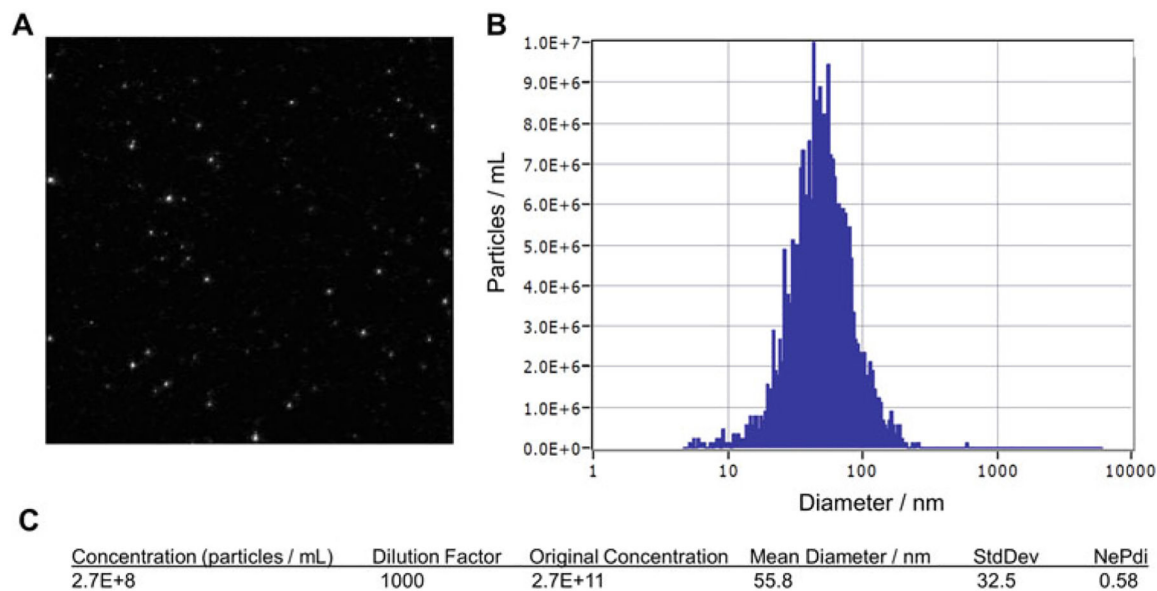 A
B
1.0E+7
9.0E+6
8.0E+6
7.0E+6
6.0E+6
5.0E+6
4.0E+6
3.0E+6
2.0E+6
1.0E+6
0.0E+0
Particles / mL
1 10 100 1000 10000
Diameter / nm
C
Concentration (particles / mL) Dilution Factor Original Concentration Mean Diameter / nm StdDev NePdi
2.7E+8 1000 2.7E+11 55.8 32.5 0.58